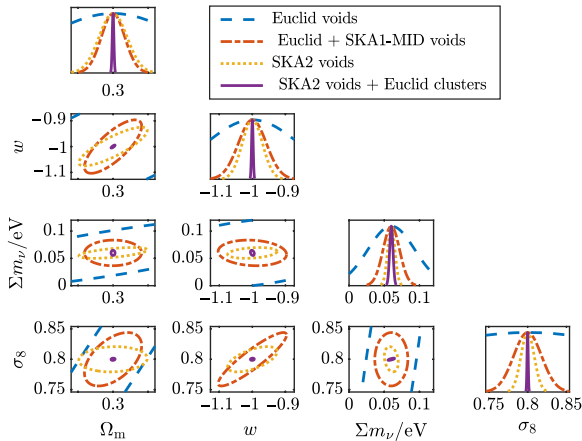 Euclid voids
Euclid + SKA1-MID voids
SKA2 voids
SKA2 voids + Euclid clusters
0.3
w
−0.9
−1
−1.1
0.3
−1.1 −1 −0.9
Σmν/eV
0.1
0.05
0
0.3
−1.1 −1 −0.9
0 0.05 0.1
σ8
0.85
0.8
0.75
0.3
−1.1 −1 −0.9
0 0.05 0.1
0.75 0.8 0.85
Ωm
w
Σmν/eV
σ8